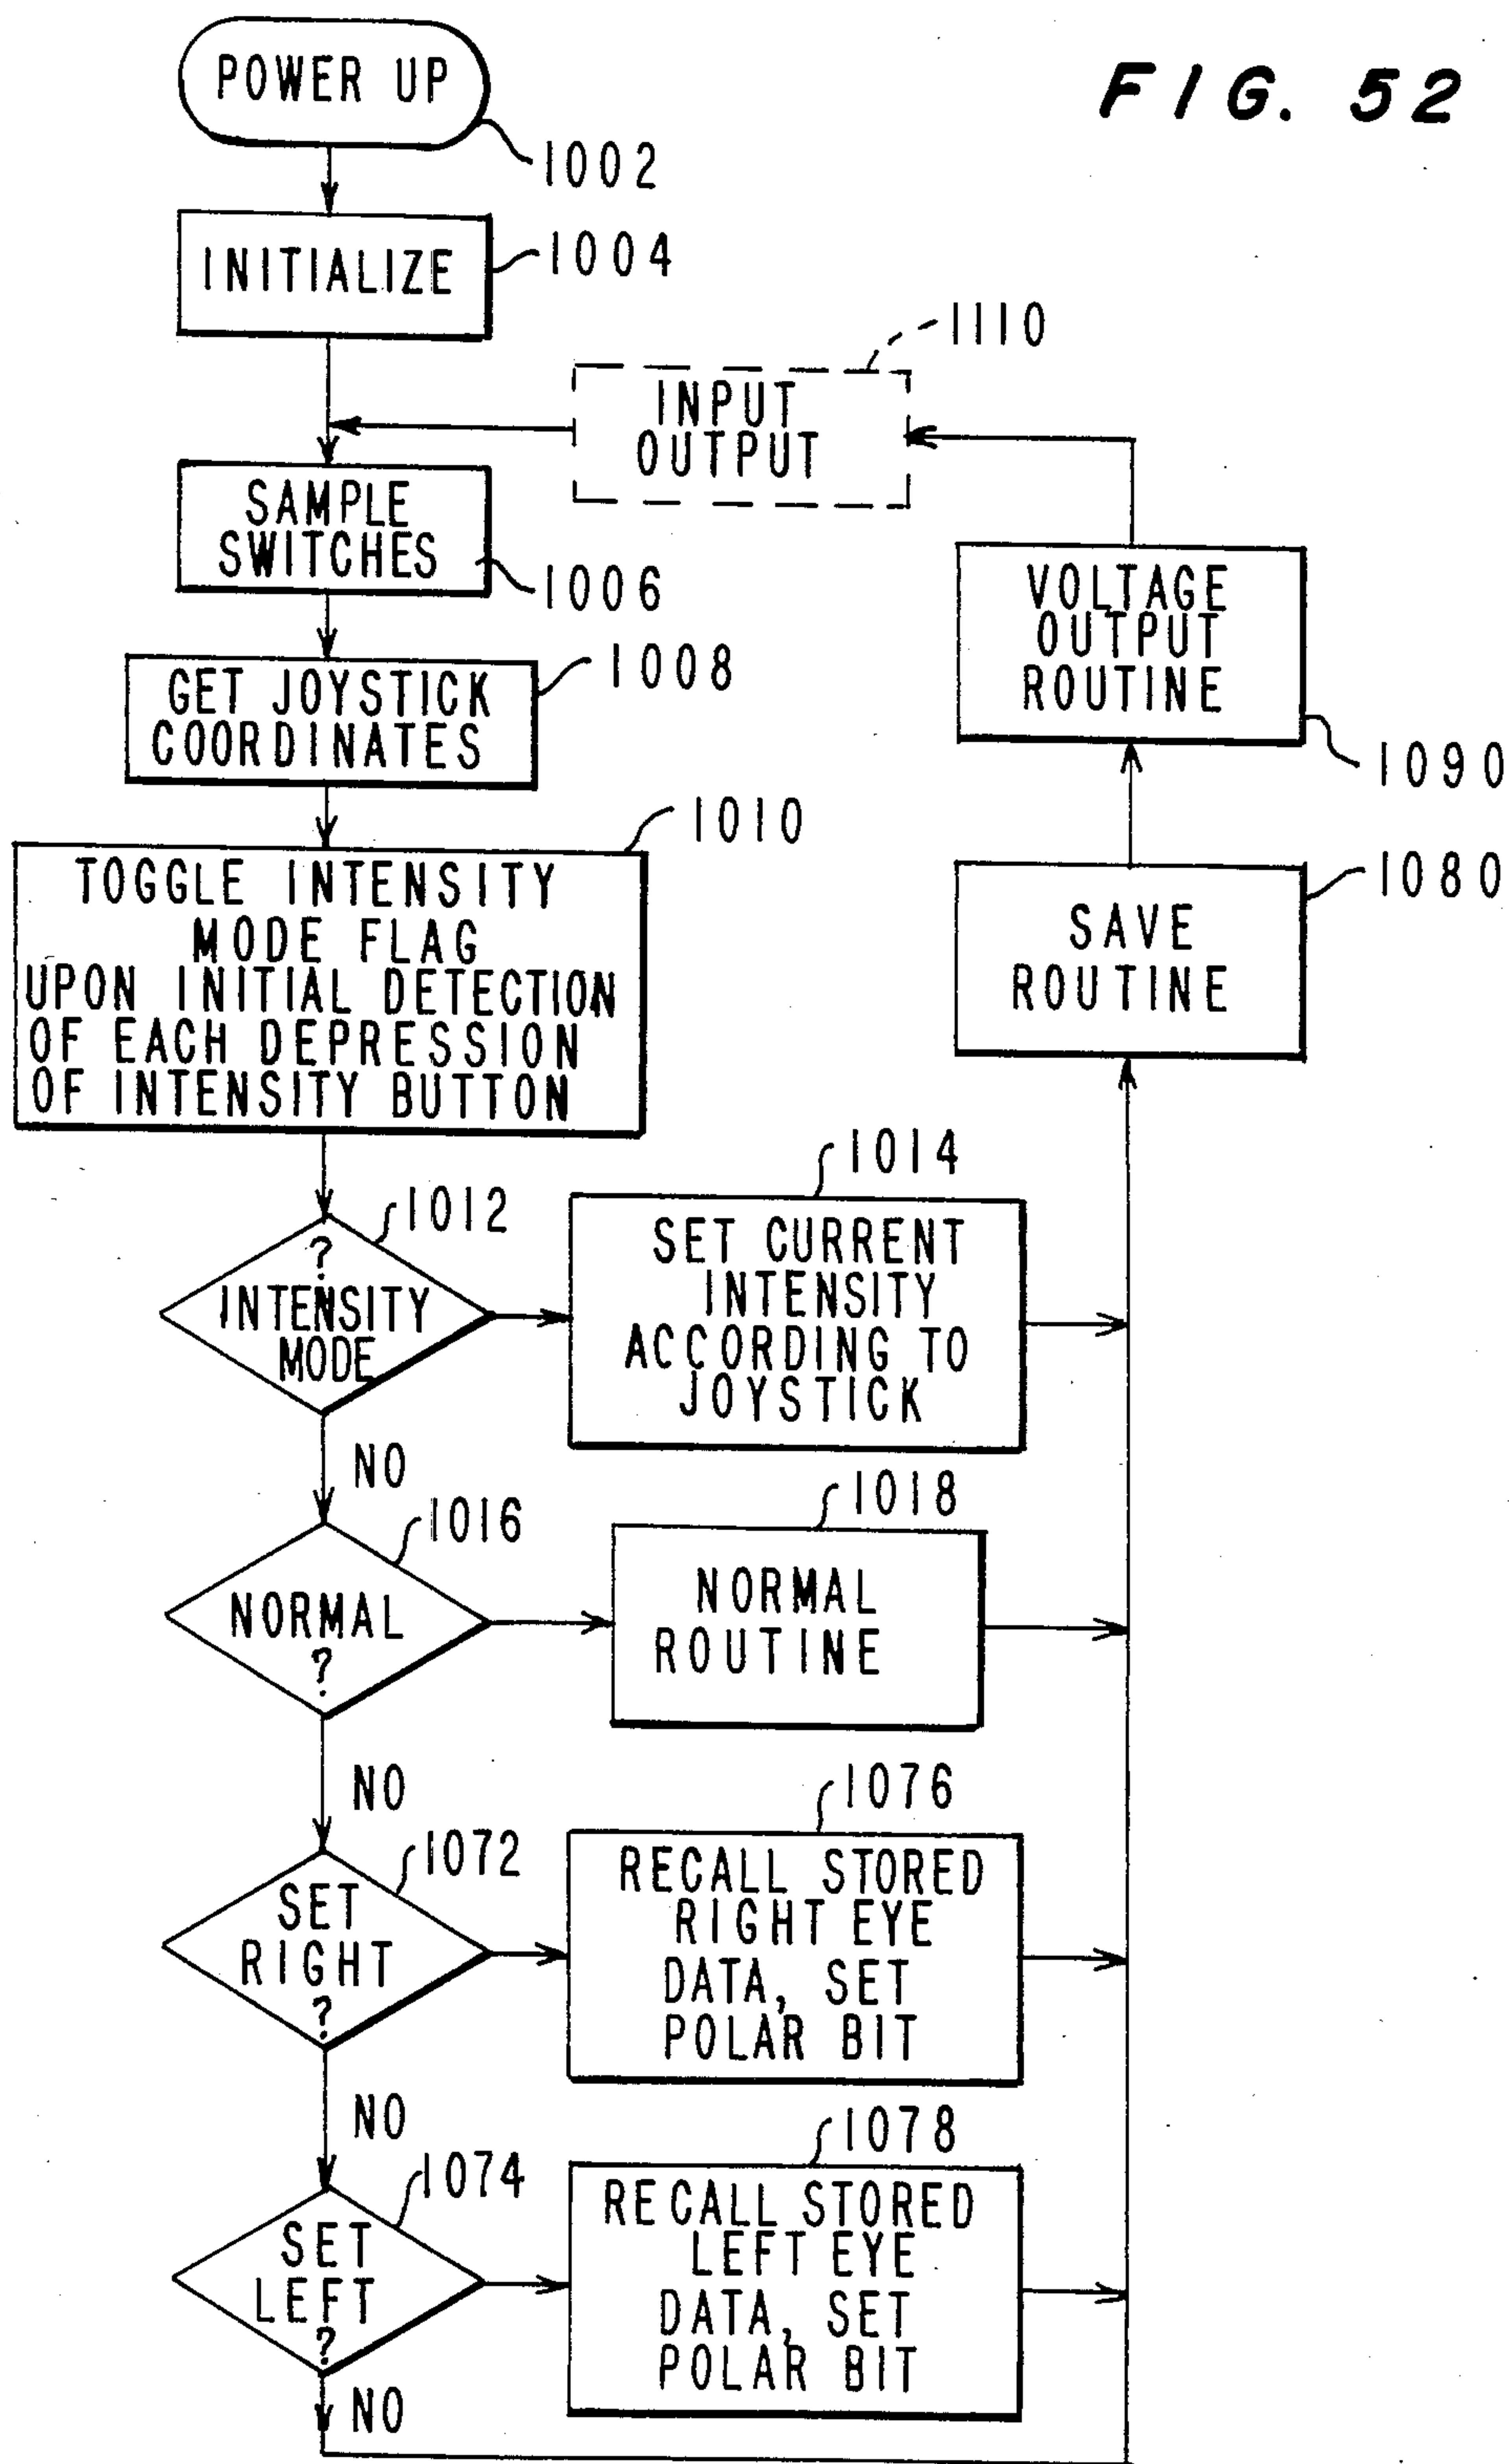 FIG. 52
POWER UP
1002
INITIALIZE
1004
1110
INPUT
OUTPUT
SAMPLE
SWITCHES
1006
VOLTAGE
OUTPUT
ROUTINE
1090
GET JOYSTICK
COORDINATES
1008
1010
TOGGLE INTENSITY
MODE FLAG
UPON INITIAL DETECTION
OF EACH DEPRESSION
OF INTENSITY BUTTON
1080
SAVE
ROUTINE
1012
?
INTENSITY
MODE
1014
SET CURRENT
INTENSITY
ACCORDING TO
JOYSTICK
NO
1016
NORMAL
?
1018
NORMAL
ROUTINE
NO
1072
SET
RIGHT
?
1076
RECALL STORED
RIGHT EYE
DATA, SET
POLAR BIT
NO
1074
SET
LEFT
?
1078
RECALL STORED
LEFT EYE
DATA, SET
POLAR BIT
NO